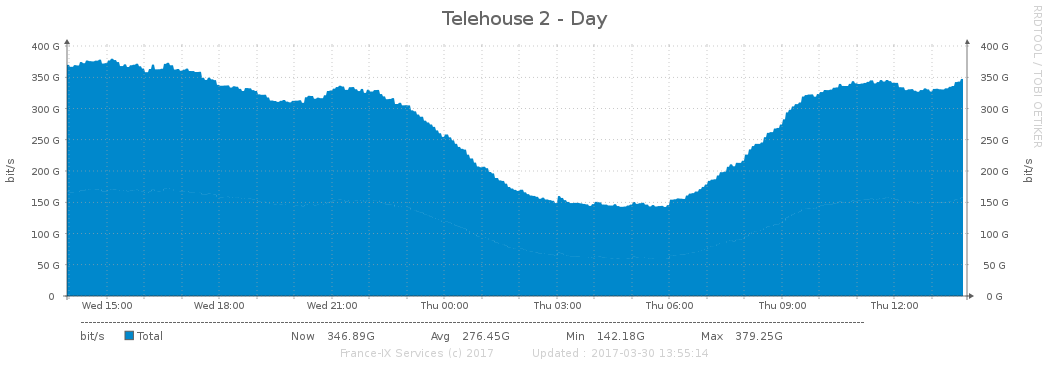 Telehouse 2 - Day
RRDTOOL / TOBI OETIKER
400 G 400 G
350 G 350 G
300 G 300 G
250 G 250 G
200 G 200 G
150 G 150 G
100 G 100 G
50 G 50 G
0 0 G
bit/s bit/s
Wed 15:00 Wed 18:00 Wed 21:00 Thu 00:00 Thu 03:00 Thu 06:00 Thu 09:00 Thu 12:00
bit/s Total Now 346.89G Avg 276.45G Min 142.18G Max 379.25G
France-IX Services (c) 2017 Updated : 2017-03-30 13:55:14